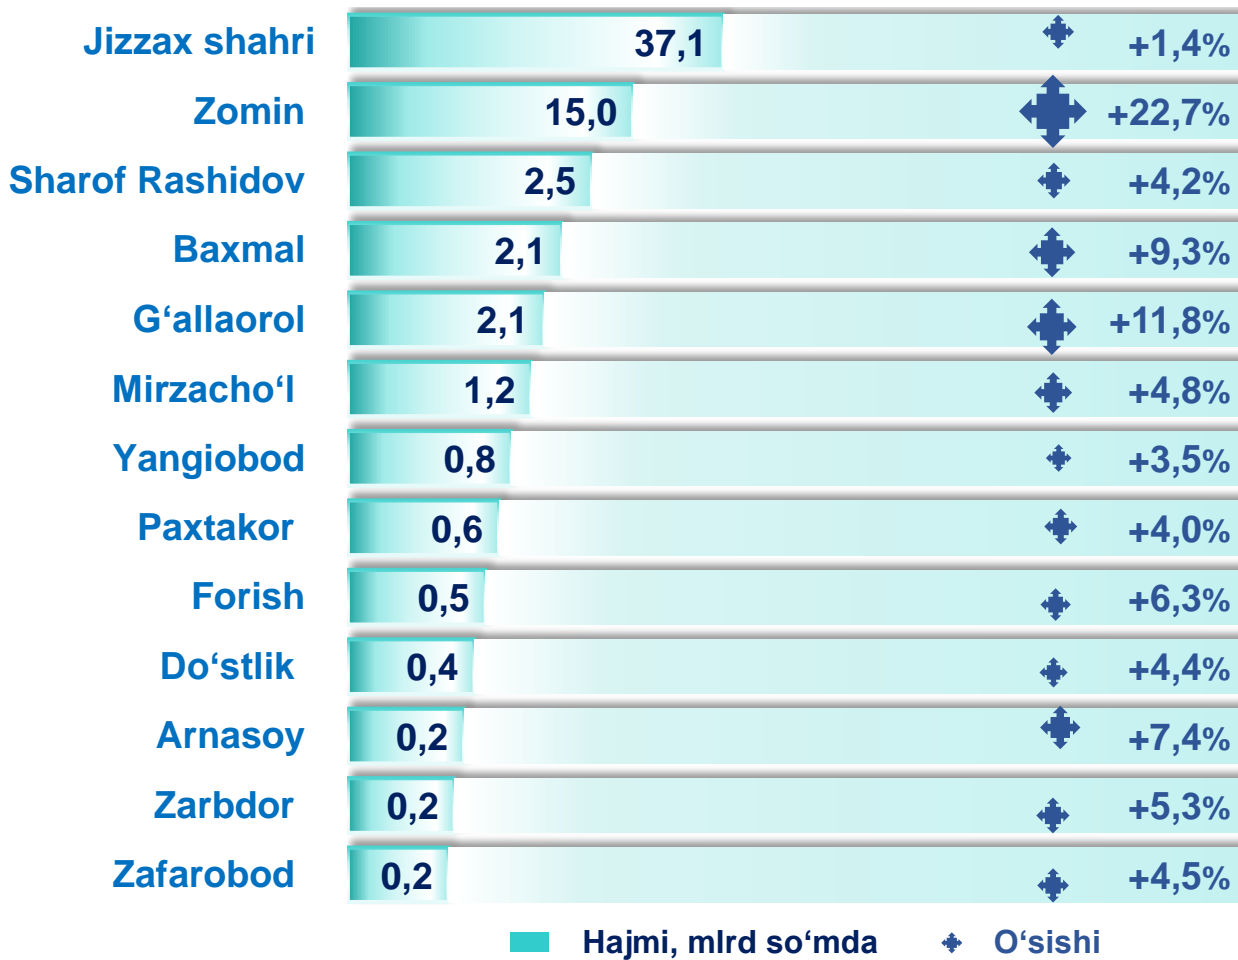 Jizzax shahri 37,1 +1,4%
Zomin 15,0 +22,7%
Sharof Rashidov 2,5 +4,2%
Baxmal 2,1 +9,3%
G‘allaorol 2,1 +11,8%
Mirzacho‘l 1,2 +4,8%
Yangiobod 0,8 +3,5%
Paxtakor 0,6 +4,0%
Forish 0,5 +6,3%
Do‘stlik 0,4 +4,4%
Arnasoy 0,2 +7,4%
Zarbdor 0,2 +5,3%
Zafarobod 0,2 +4,5%
Hajmi, mlrd so‘mda O‘sishi